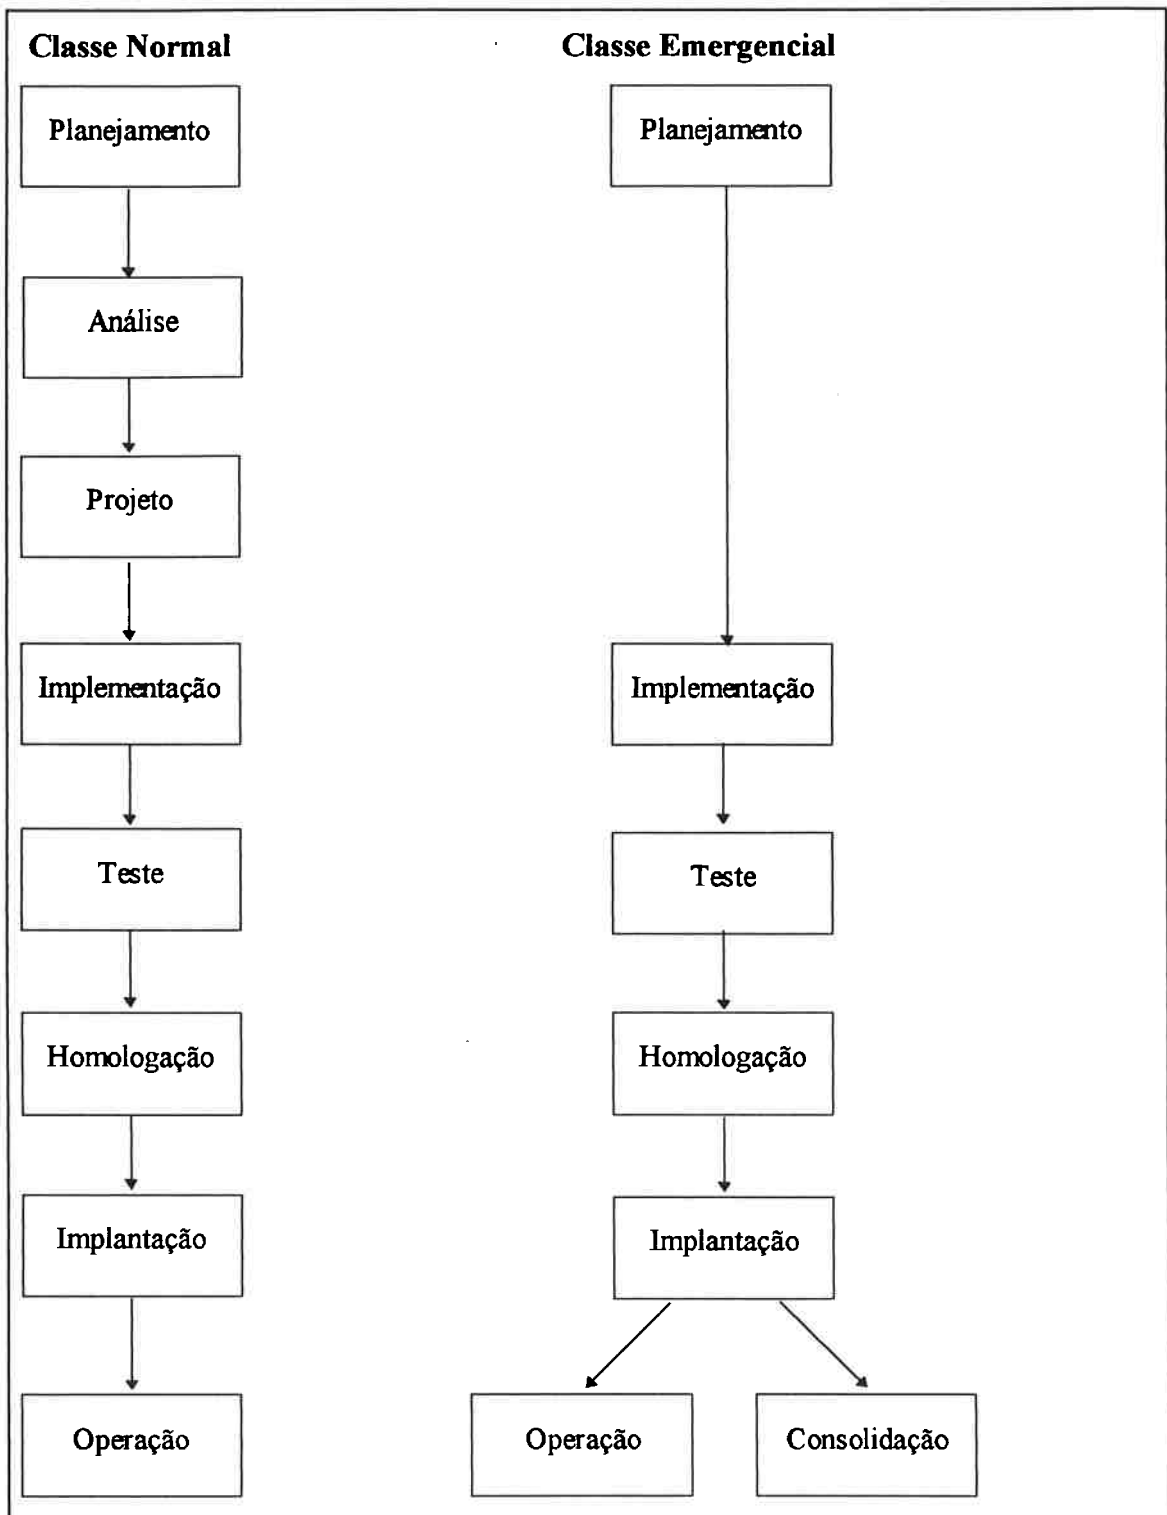 Classe Normal
Planejamento
Análise
Projeto
Implementação
Teste
Homologação
Implantação
Operação
Classe Emergencial
Planejamento
Implementação
Teste
Homologação
Implantação
Operação
Consolidação